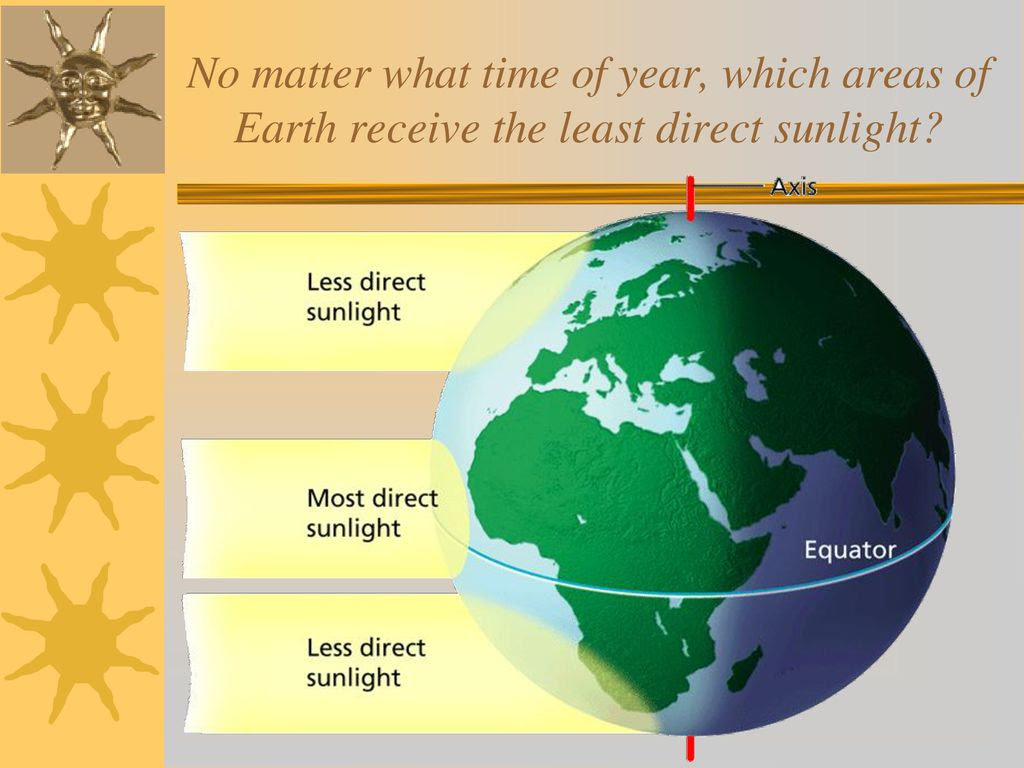 No matter what time of year, which areas of
Earth receive the least direct sunlight?
Axis
Less direct
sunlight
Most direct
sunlight
Equator
Less direct
sunlight